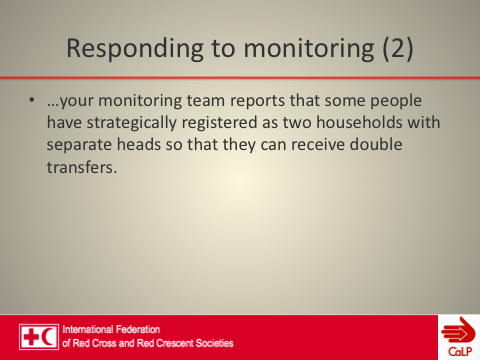 Responding to monitoring (2)
• …your monitoring team reports that some people
have strategically registered as two households with
separate heads so that they can receive double
transfers.
International Federation
of Red Cross and Red Crescent Societies
CaLP